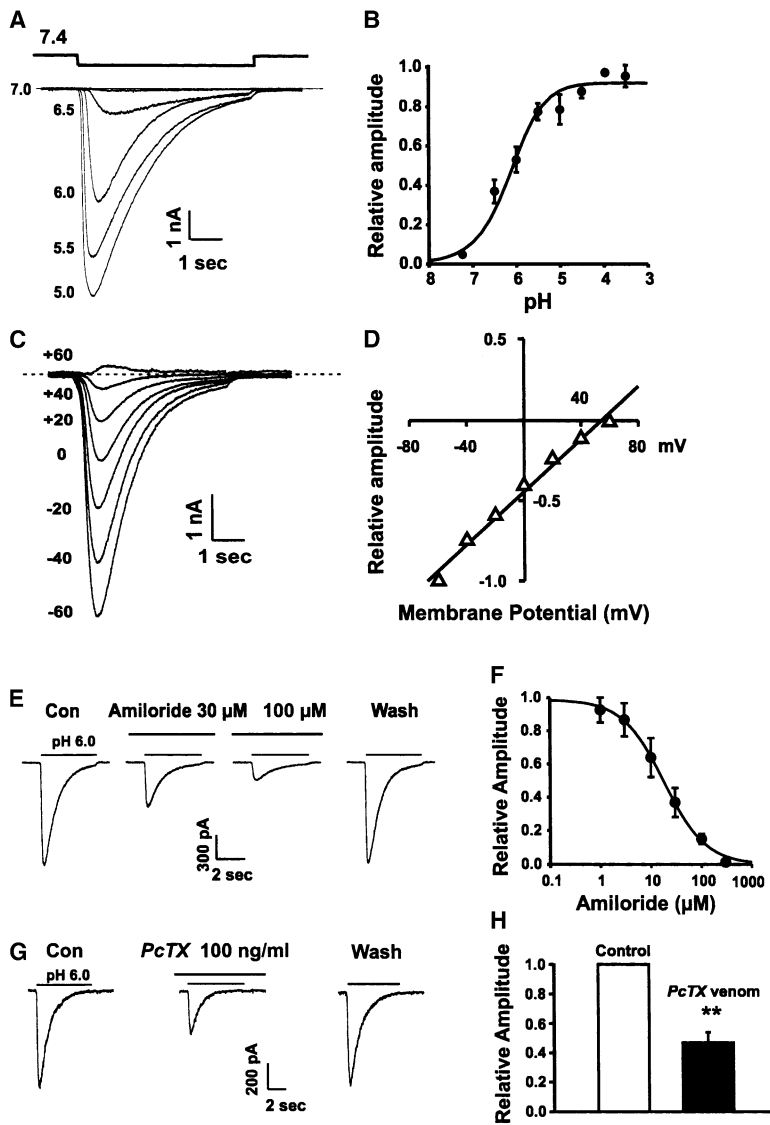 A
7.4
7.0
6.5
6.0
5.5
5.0
1 nA
1 sec
B
Relative amplitude
1.0
0.8
0.6
0.4
0.2
0.0
8 7 6 5 4 3
pH
C
+60
+40
+20
0
-20
-40
-60
1 nA
1 sec
D
Relative amplitude
0.5
40
-80 -40 80 mV
-0.5
-1.0
Membrane Potential (mV)
E
Con Amiloride 30 µM 100 µM Wash
pH 6.0
300 pA
2 sec
F
Relative Amplitude
1.0
0.8
0.6
0.4
0.2
0.0
0.1 1 10 100 1000
Amiloride (µM)
G
Con PcTX 100 ng/ml Wash
pH 6.0
200 pA
2 sec
H
Relative Amplitude
1.0
0.8
0.6
0.4
0.2
0.0
Control
PcTX venom
**